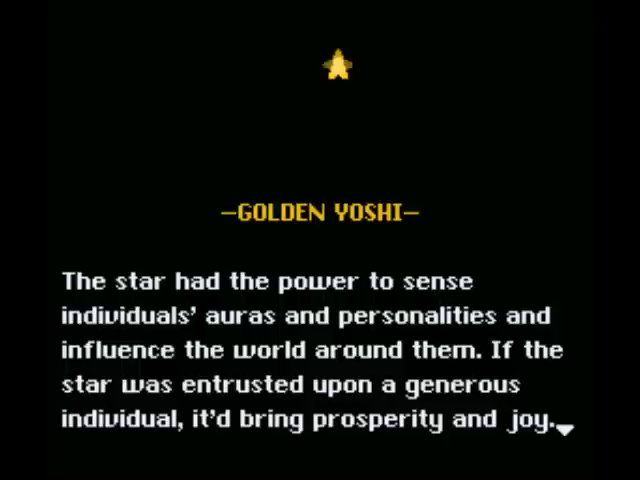 —GOLDEN YOSHI—
The star had the power to sense
individuals’ auras and personalities and
influence the world around them. If the
star was entrusted upon a generous
individual, it’d bring prosperity and joy.